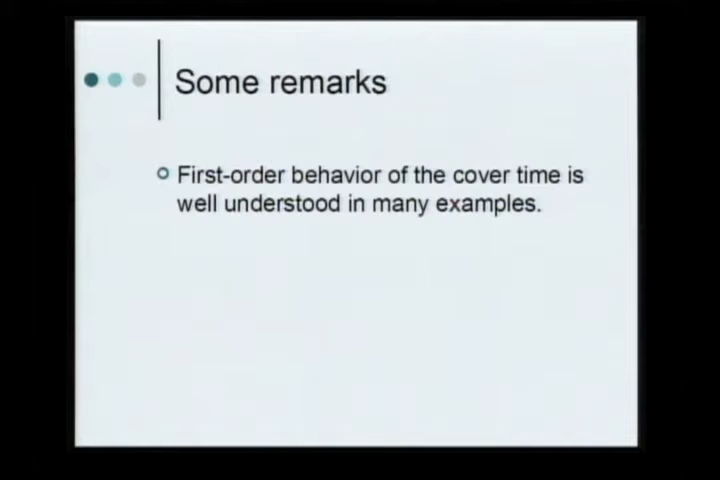 Some remarks
First-order behavior of the cover time is
well understood in many examples.